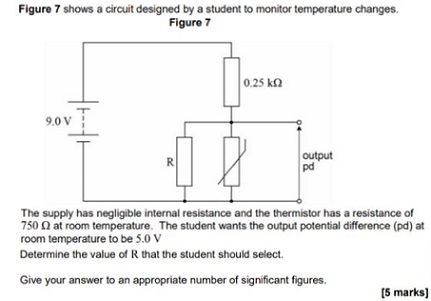 Figure 7 shows a circuit designed by a student to monitor temperature changes.
Figure 7
0.25 kΩ
9.0 V
R
output
pd
The supply has negligible internal resistance and the thermistor has a resistance of
750 Ω at room temperature. The student wants the output potential difference (pd) at
room temperature to be 5.0 V
Determine the value of R that the student should select.
Give your answer to an appropriate number of significant figures.
[5 marks]